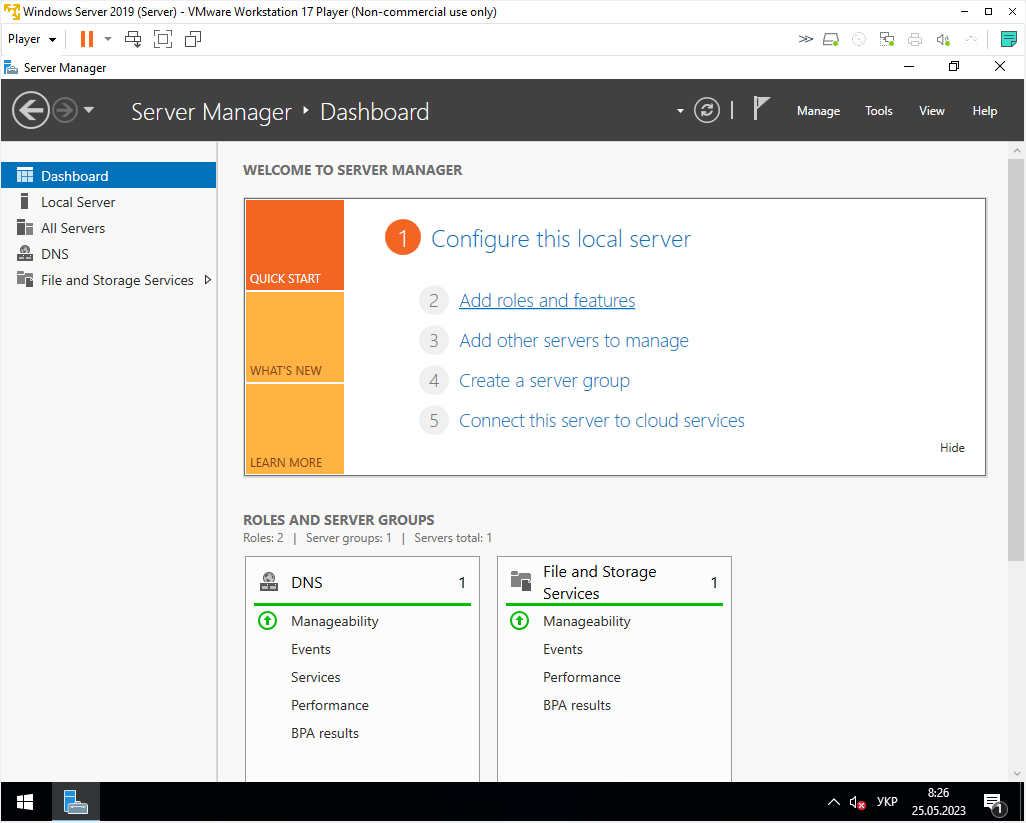 Windows Server 2019 (Server) - VMware Workstation 17 Player (Non-commercial use only)
Player
Server Manager
Server Manager
Dashboard
Manage
Tools
View
Help
Dashboard
Local Server
All Servers
DNS
File and Storage Services
WELCOME TO SERVER MANAGER
QUICK START
WHAT'S NEW
LEARN MORE
1 Configure this local server
2 Add roles and features
3 Add other servers to manage
4 Create a server group
5 Connect this server to cloud services
Hide
ROLES AND SERVER GROUPS
Roles: 2 | Server groups: 1 | Servers total: 1
DNS 1
Manageability
Events
Services
Performance
BPA results
File and Storage
Services
1
Manageability
Events
Performance
BPA results
УКР
8:26
25.05.2023
1